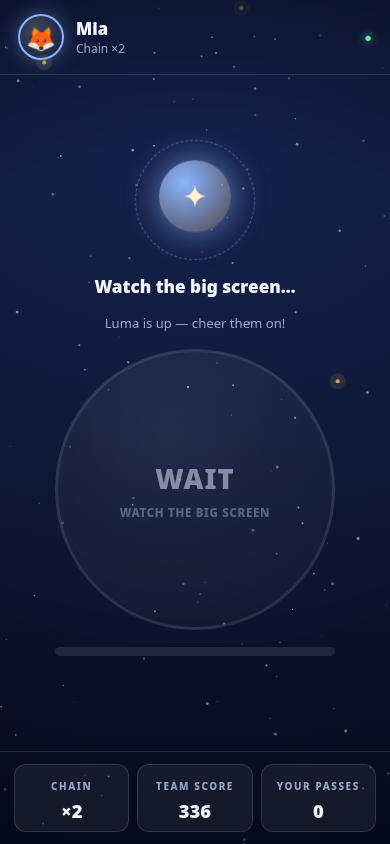 Mia
Chain ×2
Watch the big screen…
Luma is up — cheer them on!
WAIT
WATCH THE BIG SCREEN
CHAIN
×2
TEAM SCORE
336
YOUR PASSES
0